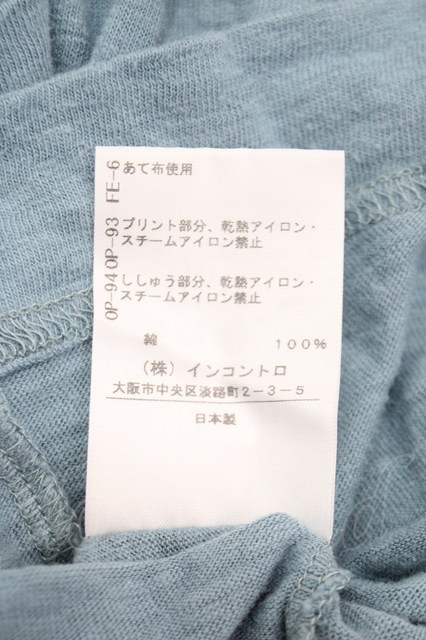 FE-6 あて布使用
OP-93 プリント部分、乾熱アイロン・
スチームアイロン禁止
OP-94 ししゅう部分、乾熱アイロン・
スチームアイロン禁止
綿 100%
(株) インコントロ
大阪市中央区淡路町2-3-5
日本製